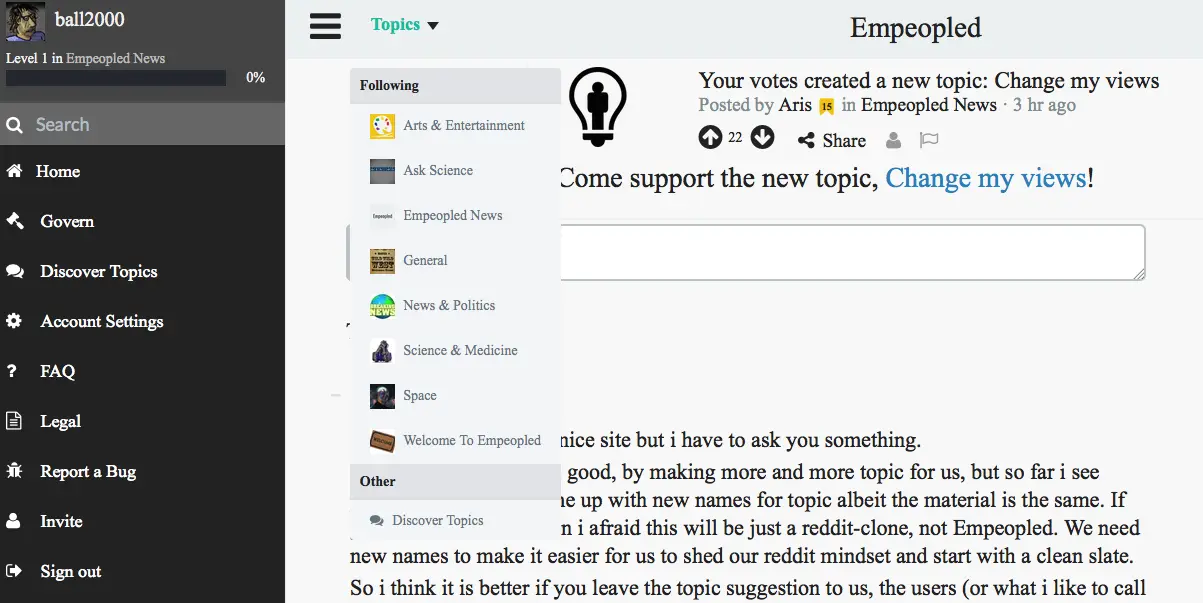 ball2000
Level 1 in Empeopled News
0%
Search
Home
Govern
Discover Topics
Account Settings
? FAQ
Legal
Report a Bug
Invite
Sign out
Topics
Empeopled
Following
Arts & Entertainment
Ask Science
Empeopled
Empeopled News
WEST
General
BREAKING
NEWS
News & Politics
Science & Medicine
Space
WELCOME
Welcome To Empeopled
Other
Discover Topics
Your votes created a new topic: Change my views
Posted by Aris 15 in Empeopled News · 3 hr ago
22 Share
Come support the new topic, Change my views!
nice site but i have to ask you something.
good, by making more and more topic for us, but so far i see
e up with new names for topic albeit the material is the same. If
n i afraid this will be just a reddit-clone, not Empeopled. We need
new names to make it easier for us to shed our reddit mindset and start with a clean slate.
So i think it is better if you leave the topic suggestion to us, the users (or what i like to call